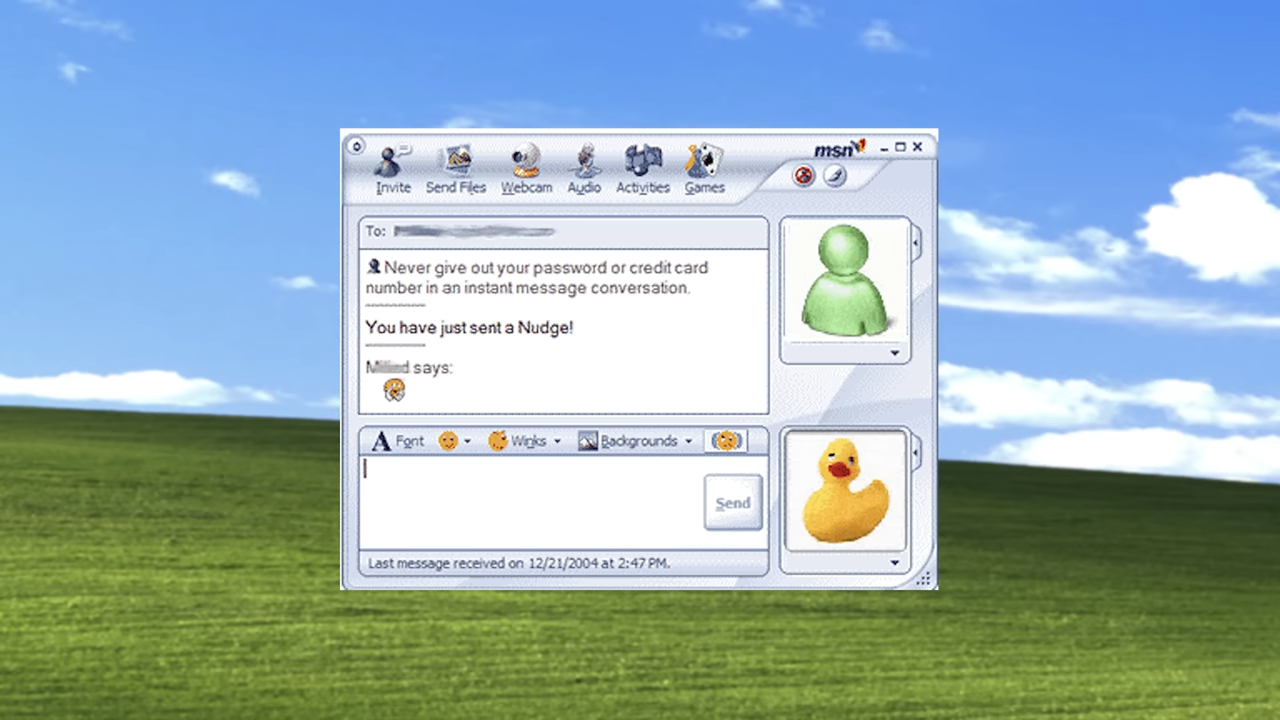 msn
Invite Send Files Webcam Audio Activities Games
To:
Never give out your password or credit card
number in an instant message conversation.
You have just sent a Nudge!
says:
Font Winks Backgrounds
Send
Last message received on 12/21/2004 at 2:47 PM.